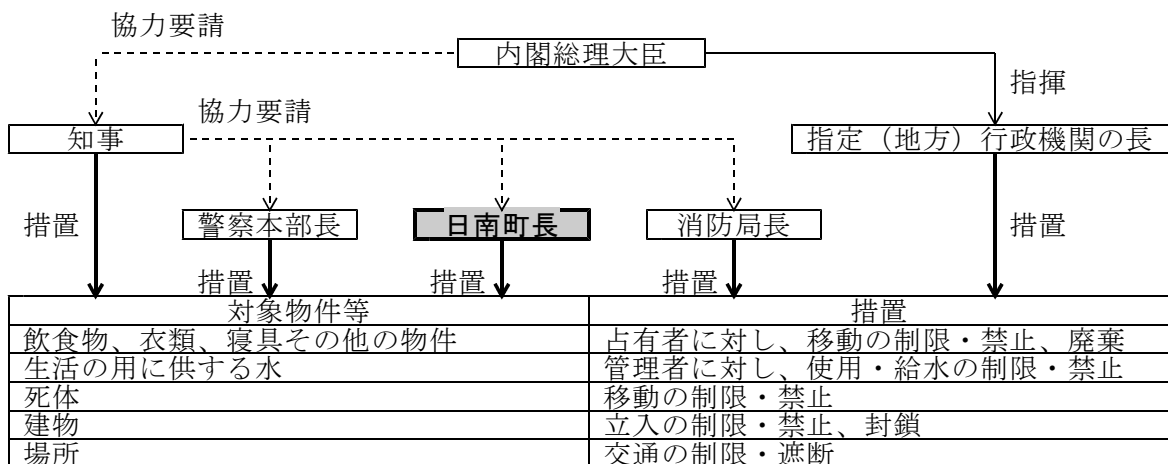 協力要請
内閣総理大臣
指揮
協力要請
知事
指定（地方）行政機関の長
措置
警察本部長
日南町長
消防局長
措置
措置
措置
措置
対象物件等 措置
飲食物、衣類、寝具その他の物件 占有者に対し、移動の制限・禁止、廃棄
生活の用に供する水 管理者に対し、使用・給水の制限・禁止
死体 移動の制限・禁止
建物 立入の制限・禁止、封鎖
場所 交通の制限・遮断